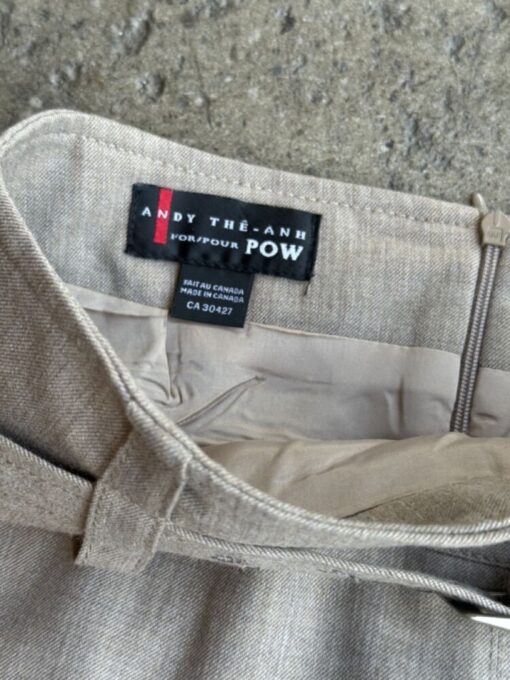 ANDY THÊ-ANH
FOR/POUR POW
FAIT AU CANADA
MADE IN CANADA
CA 30427